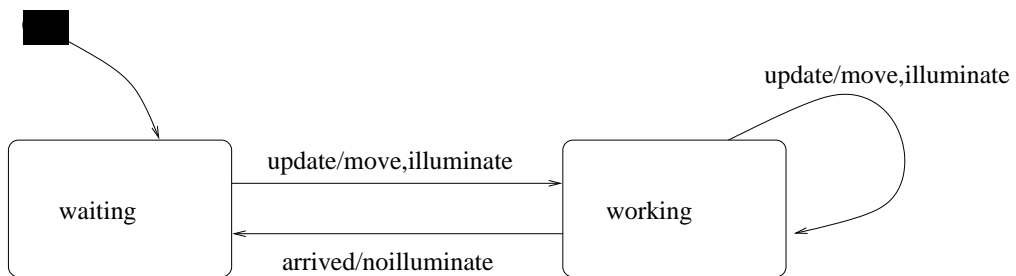 update/move,illuminate
update/move,illuminate
waiting
working
arrived/noilluminate